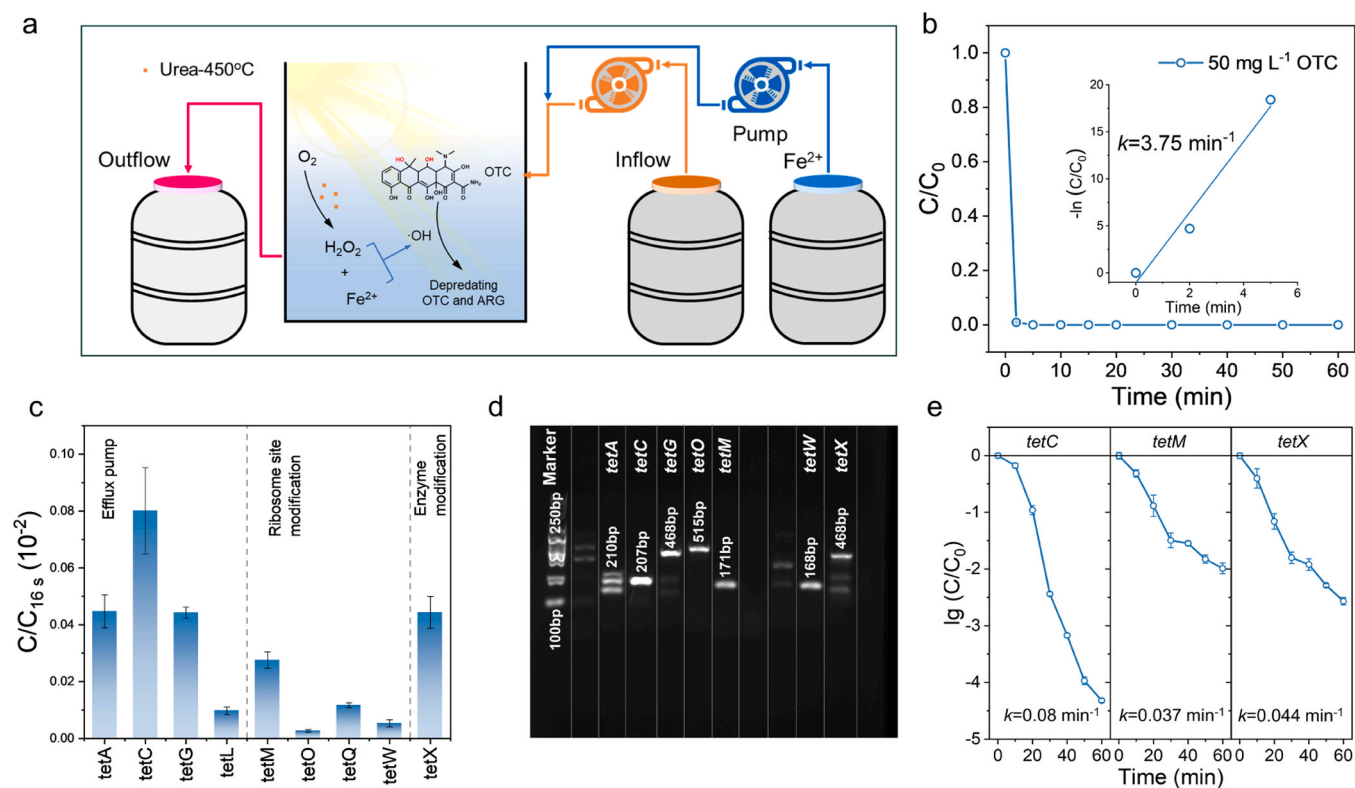 a
Urea-450°C
Outflow
O₂
H₂O₂
+
Fe²⁺
·OH
HO
OH
N
OH
NH₂
OH
OH
O
OH
O
O
OTC
Depredating
OTC and ARG
Pump
Inflow
Fe²⁺
b
C/C₀
1.0
0.8
0.6
0.4
0.2
0.0
0
10
20
30
40
50
60
Time (min)
50 mg L⁻¹ OTC
k=3.75 min⁻¹
-ln (C/C₀)
20
15
10
5
0
0
2
4
6
Time (min)
c
C/C₁₆ ₛ (10⁻²)
0.10
0.08
0.06
0.04
0.02
0.00
Efflux pump
Ribosome site
modification
Enzyme
modification
tetA
tetC
tetG
tetL
tetM
tetO
tetQ
tetW
tetX
d
Marker
250bp
100bp
tetA
210bp
tetC
207bp
tetG
468bp
tetO
515bp
tetM
171bp
tetW
168bp
tetX
468bp
e
tetC
tetM
tetX
lg (C/C₀)
0
-1
-2
-3
-4
-5
k=0.08 min⁻¹
k=0.037 min⁻¹
k=0.044 min⁻¹
0 20 40 60
0 20 40 60
0 20 40 60
Time (min)